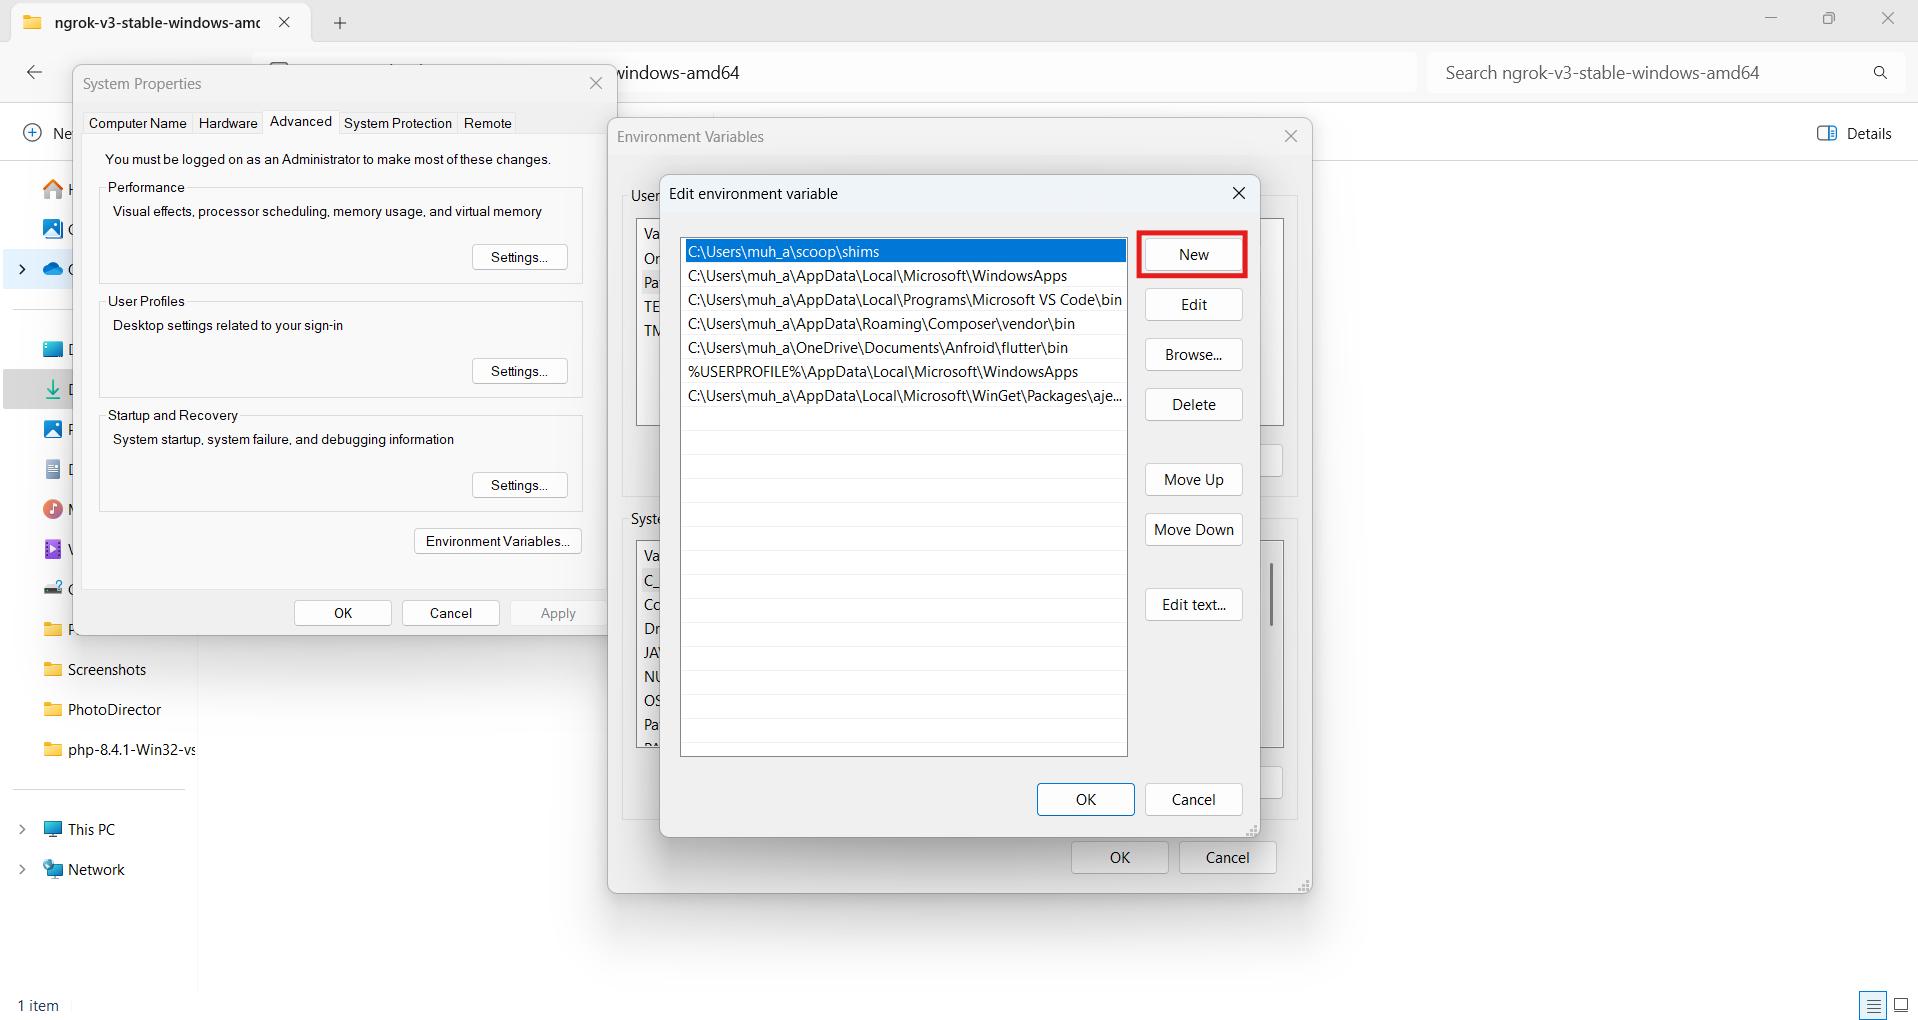 ngrok-v3-stable-windows-amd
windows-amd64
Search ngrok-v3-stable-windows-amd64
Details
System Properties
Computer Name
Hardware
Advanced
System Protection
Remote
You must be logged on as an Administrator to make most of these changes.
Performance
Visual effects, processor scheduling, memory usage, and virtual memory
Settings...
User Profiles
Desktop settings related to your sign-in
Settings...
Startup and Recovery
System startup, system failure, and debugging information
Settings...
Environment Variables...
OK
Cancel
Apply
Screenshots
PhotoDirector
php-8.4.1-Win32-vs
This PC
Network
1 item
Environment Variables
User
Va
Or
Pa
TE
TM
Syste
Va
C_
Co
Dr
JA
NU
OS
Pa
OK
Cancel
Edit environment variable
C:\Users\muh_a\scoop\shims
C:\Users\muh_a\AppData\Local\Microsoft\WindowsApps
C:\Users\muh_a\AppData\Local\Programs\Microsoft VS Code\bin
C:\Users\muh_a\AppData\Roaming\Composer\vendor\bin
C:\Users\muh_a\OneDrive\Documents\Anfroid\flutter\bin
%USERPROFILE%\AppData\Local\Microsoft\WindowsApps
C:\Users\muh_a\AppData\Local\Microsoft\WinGet\Packages\aje...
New
Edit
Browse...
Delete
Move Up
Move Down
Edit text...
OK
Cancel